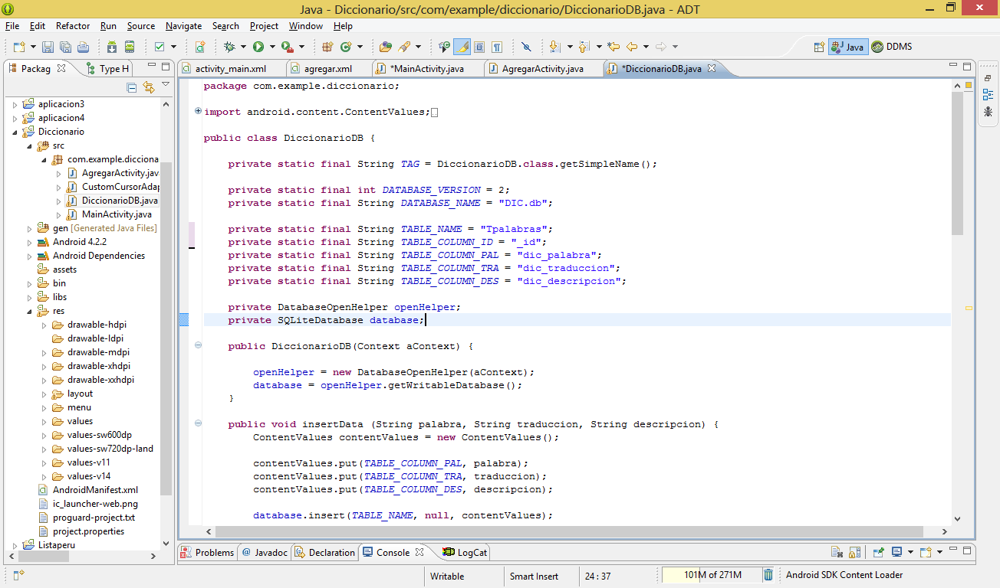 Java - Diccionario/src/com/example/diccionario/DiccionarioDB.java - ADT
File Edit Refactor Run Source Navigate Search Project Window Help
Java DDMS
Packag Type H
activity_main.xml agregar.xml *MainActivity.java AgregarActivity.java *DiccionarioDB.java
aplicacion3
aplicacion4
Diccionario
src
com.example.dicciona
AgregarActivity.jav
CustomCursorAdap
DiccionarioDB.java
MainActivity.java
gen [Generated Java Files]
Android 4.2.2
Android Dependencies
assets
bin
libs
res
drawable-hdpi
drawable-ldpi
drawable-mdpi
drawable-xhdpi
drawable-xxhdpi
layout
menu
values
values-sw600dp
values-sw720dp-land
values-v11
values-v14
AndroidManifest.xml
ic_launcher-web.png
proguard-project.txt
project.properties
Listaperu
package com.example.diccionario;
import android.content.ContentValues;
public class DiccionarioDB {
private static final String TAG = DiccionarioDB.class.getSimpleName();
private static final int DATABASE_VERSION = 2;
private static final String DATABASE_NAME = "DIC.db";
private static final String TABLE_NAME = "Tpalabras";
private static final String TABLE_COLUMN_ID = "_id";
private static final String TABLE_COLUMN_PAL = "dic_palabra";
private static final String TABLE_COLUMN_TRA = "dic_traduccion";
private static final String TABLE_COLUMN_DES = "dic_descripcion";
private DatabaseOpenHelper openHelper;
private SQLiteDatabase database;
public DiccionarioDB(Context aContext) {
openHelper = new DatabaseOpenHelper(aContext);
database = openHelper.getWritableDatabase();
}
public void insertData (String palabra, String traduccion, String descripcion) {
ContentValues contentValues = new ContentValues();
contentValues.put(TABLE_COLUMN_PAL, palabra);
contentValues.put(TABLE_COLUMN_TRA, traduccion);
contentValues.put(TABLE_COLUMN_DES, descripcion);
database.insert(TABLE_NAME, null, contentValues);
Problems @ Javadoc Declaration Console LogCat
Writable Smart Insert 24 : 37 101M of 271M Android SDK Content Loader